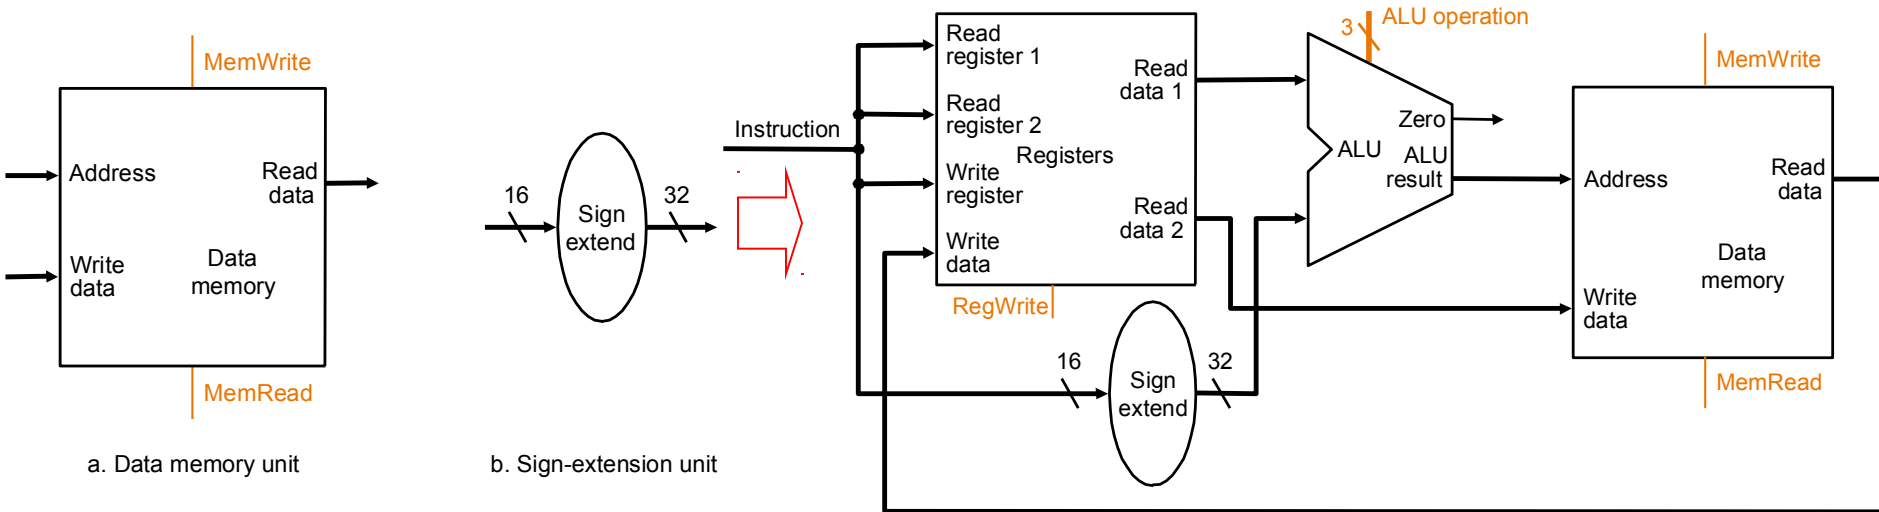 MemWrite
Address
Read
data
Write
data
Data
memory
MemRead
a. Data memory unit
16
Sign
extend
32
b. Sign-extension unit
Instruction
Read
register 1
Read
register 2
Write
register
Write
data
Registers
Read
data 1
Read
data 2
RegWrite
16
Sign
extend
32
3
ALU operation
Zero
ALU
ALU
result
MemWrite
Address
Read
data
Write
data
Data
memory
MemRead